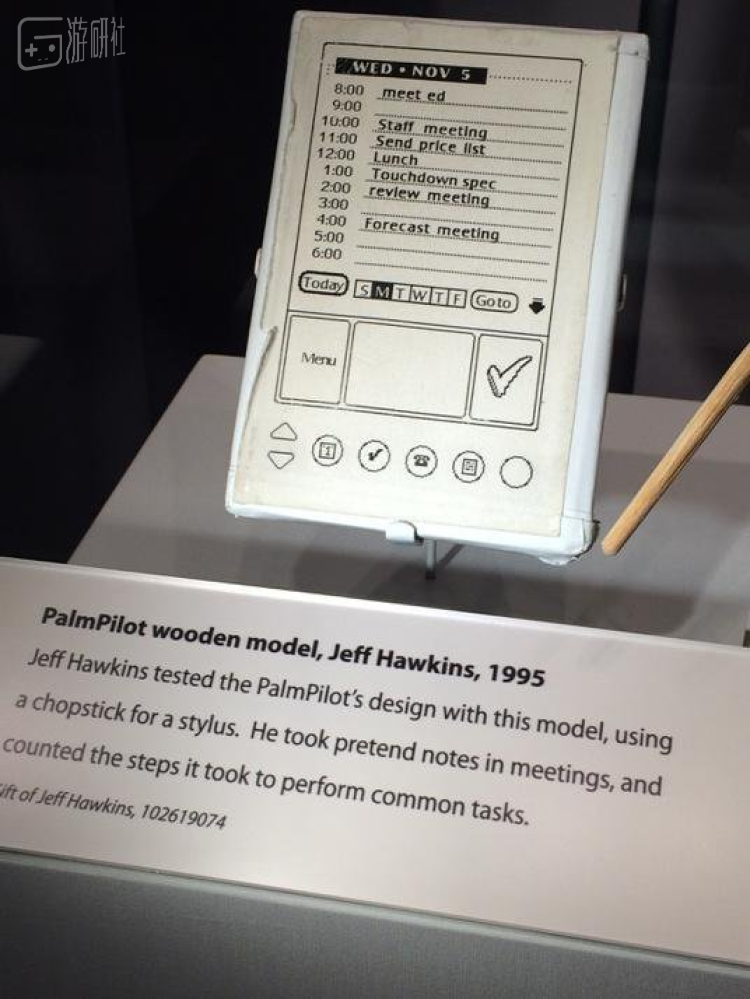 游研社
WED • NOV 5
8:00 meet ed
9:00
10:00 Staff meeting
11:00 Send price list
12:00 Lunch
1:00 Touchdown spec
2:00 review meeting
3:00
4:00 Forecast meeting
5:00
6:00
Today S M T W T F Go to
Menu
1
PalmPilot wooden model, Jeff Hawkins, 1995
Jeff Hawkins tested the PalmPilot's design with this model, using
a chopstick for a stylus. He took pretend notes in meetings, and
counted the steps it took to perform common tasks.
ift of Jeff Hawkins, 102619074